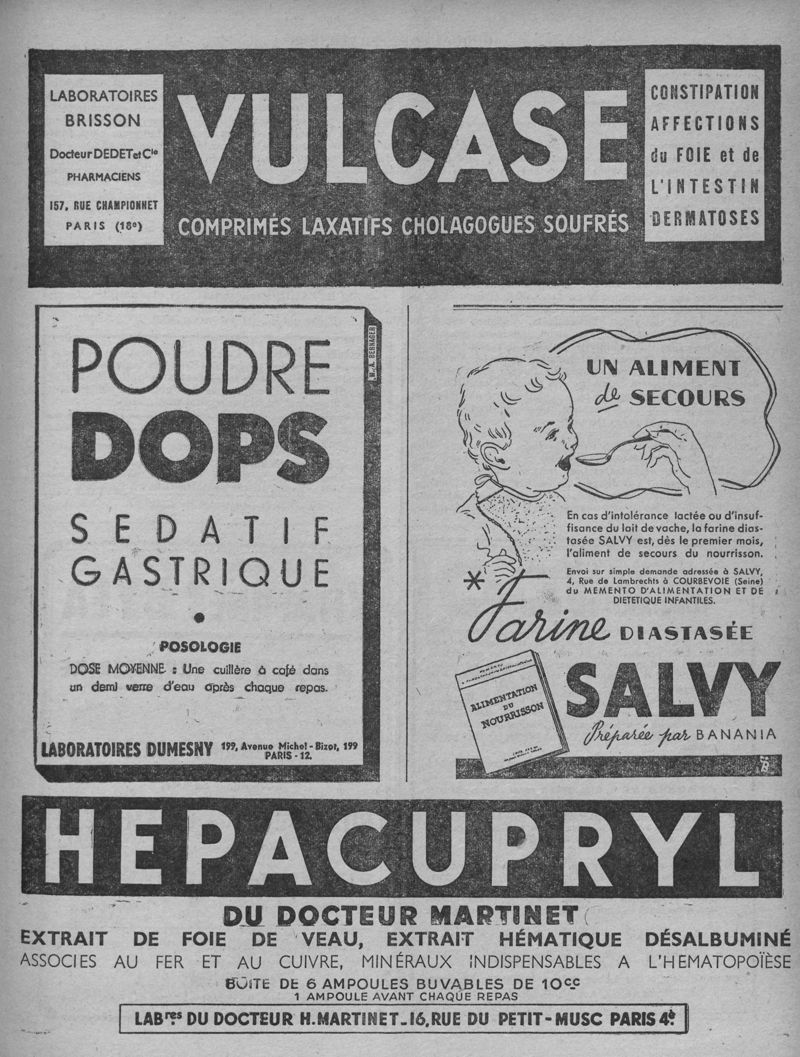 LABORATOIRES
BRISSON
Docteur DEDET et Cie
PHARMACIENS
157, RUE CHAMPIONNET
PARIS (18e)
VULCASE
COMPRIMÉS LAXATIFS CHOLAGOGUES SOUFRÉS
CONSTIPATION
AFFECTIONS
du FOIE et de
L'INTESTIN
DERMATOSES
POUDRE
DOPS
SEDATIF
GASTRIQUE
POSOLOGIE
DOSE MOYENNE : Une cuillère à café dans
un demi verre d'eau après chaque repas.
LABORATOIRES DUMESNY 199, Avenue Michel-Bizot, 199
PARIS-12.
UN ALIMENT
de SECOURS
En cas d'intolérance lactée ou d'insuf-
fisance du lait de vache, la farine dias-
tasée SALVY est, dès le premier mois,
l'aliment de secours du nourrisson.
Envoi sur simple demande adressée à SALVY,
4, Rue de Lambrechts à COURBEVOIE (Seine)
du MEMENTO D'ALIMENTATION ET DE
DIETETIQUE INFANTILES.
Farine DIASTASÉE
SALVY
Préparée par BANANIA
ALIMENTATION
DU
NOURRISSON
HEPACUPRYL
DU DOCTEUR MARTINET
EXTRAIT DE FOIE DE VEAU, EXTRAIT HÉMATIQUE DÉSALBUMINÉ
ASSOCIES AU FER ET AU CUIVRE, MINÉRAUX INDISPENSABLES A L'HEMATOPOÏÈSE
BOITE DE 6 AMPOULES BUVABLES DE 10cc
1 AMPOULE AVANT CHAQUE REPAS
LABres DU DOCTEUR H. MARTINET_16, RUE DU PETIT-MUSC PARIS 4e